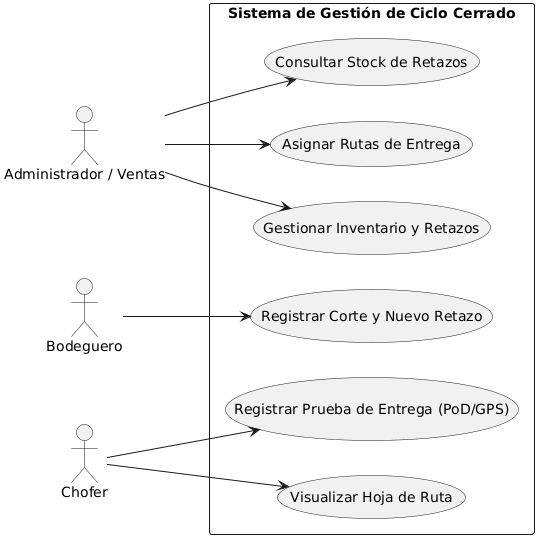 Sistema de Gestión de Ciclo Cerrado
Consultar Stock de Retazos
Asignar Rutas de Entrega
Administrador / Ventas
Gestionar Inventario y Retazos
Registrar Corte y Nuevo Retazo
Bodeguero
Registrar Prueba de Entrega (PoD/GPS)
Chofer
Visualizar Hoja de Ruta